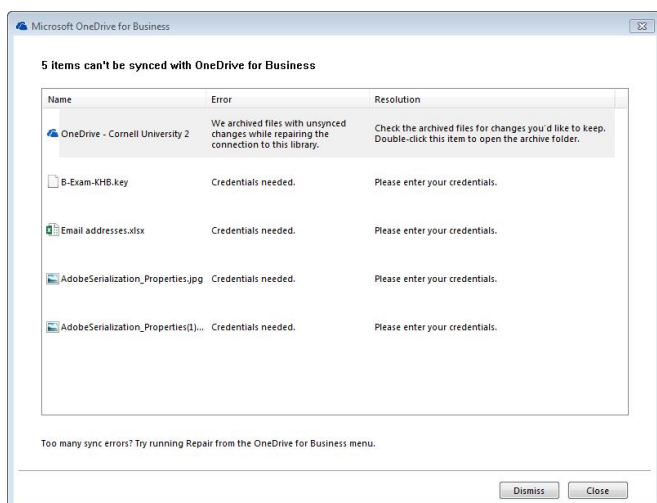 Microsoft OneDrive for Business
5 items can't be synced with OneDrive for Business
Name Error Resolution
OneDrive - Cornell University 2 We archived files with unsynced changes while repairing the connection to this library. Check the archived files for changes you'd like to keep. Double-click this item to open the archive folder.
B-Exam-KHB.key Credentials needed. Please enter your credentials.
Email addresses.xlsx Credentials needed. Please enter your credentials.
AdobeSerialization_Properties.jpg Credentials needed. Please enter your credentials.
AdobeSerialization_Properties(1)... Credentials needed. Please enter your credentials.
Too many sync errors? Try running Repair from the OneDrive for Business menu.
Dismiss Close